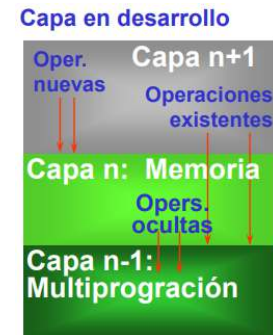 Capa en desarrollo
Capa n+1
Oper.
nuevas
Operaciones
existentes
Capa n: Memoria
Opers.
ocultas
Capa n-1:
Multiprogración